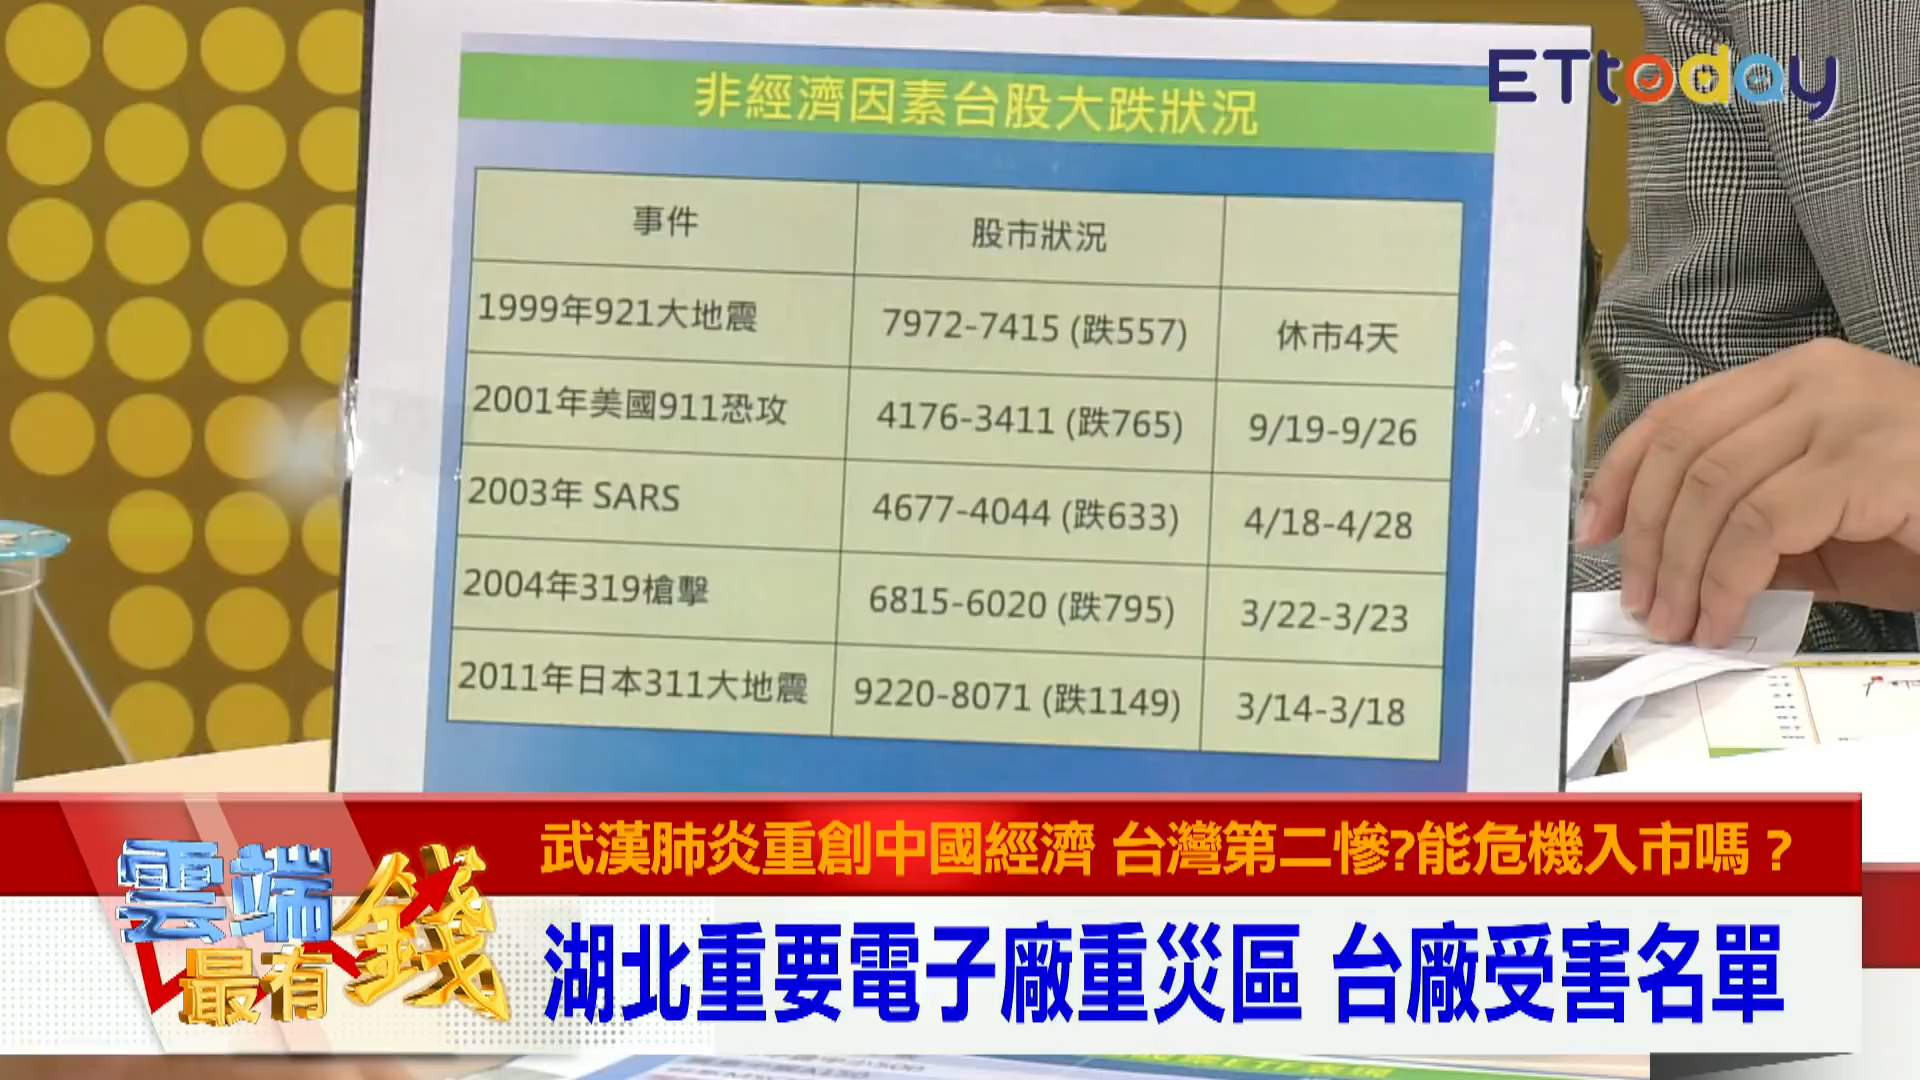 ETtoday
非經濟因素台股大跌狀況
事件 股市狀況
1999年921大地震 7972-7415 (跌557) 休市4天
2001年美國911恐攻 4176-3411 (跌765) 9/19-9/26
2003年 SARS 4677-4044 (跌633) 4/18-4/28
2004年319槍擊 6815-6020 (跌795) 3/22-3/23
2011年日本311大地震 9220-8071 (跌1149) 3/14-3/18
武漢肺炎重創中國經濟 台灣第二慘?能危機入市嗎？
雲端
最有錢
湖北重要電子廠重災區 台廠受害名單